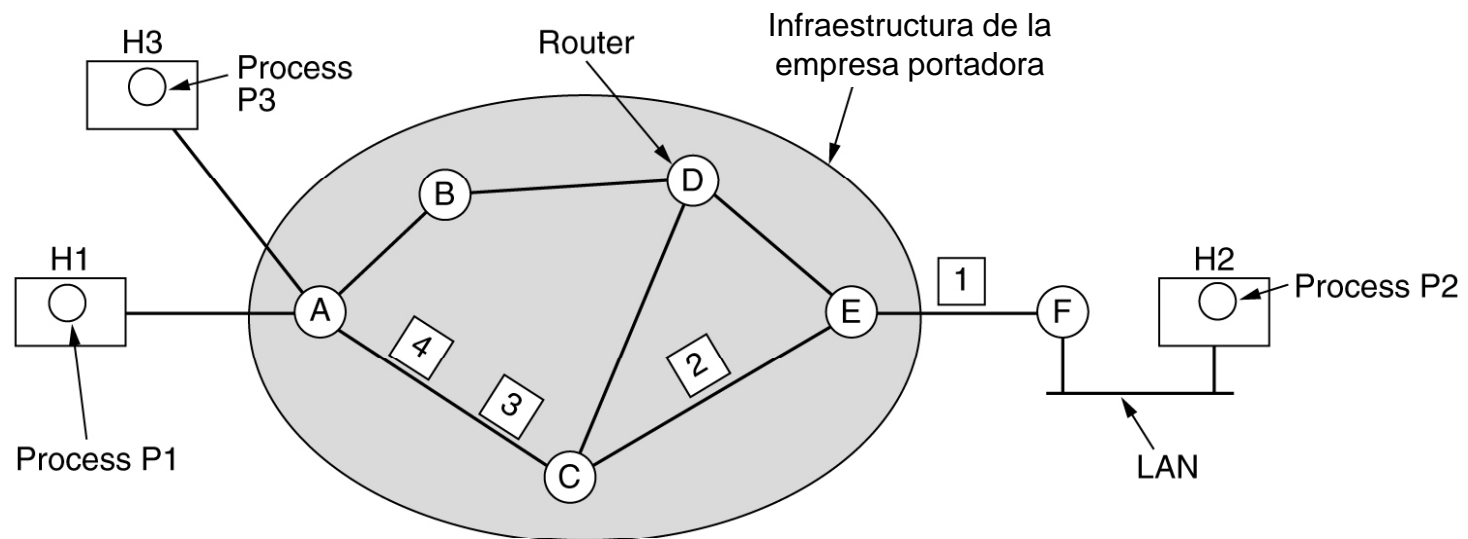 Infraestructura de la
empresa portadora
Router
H3
Process
P3
B
D
H1
A
4
3
2
E
1
F
H2
Process P2
Process P1
C
LAN